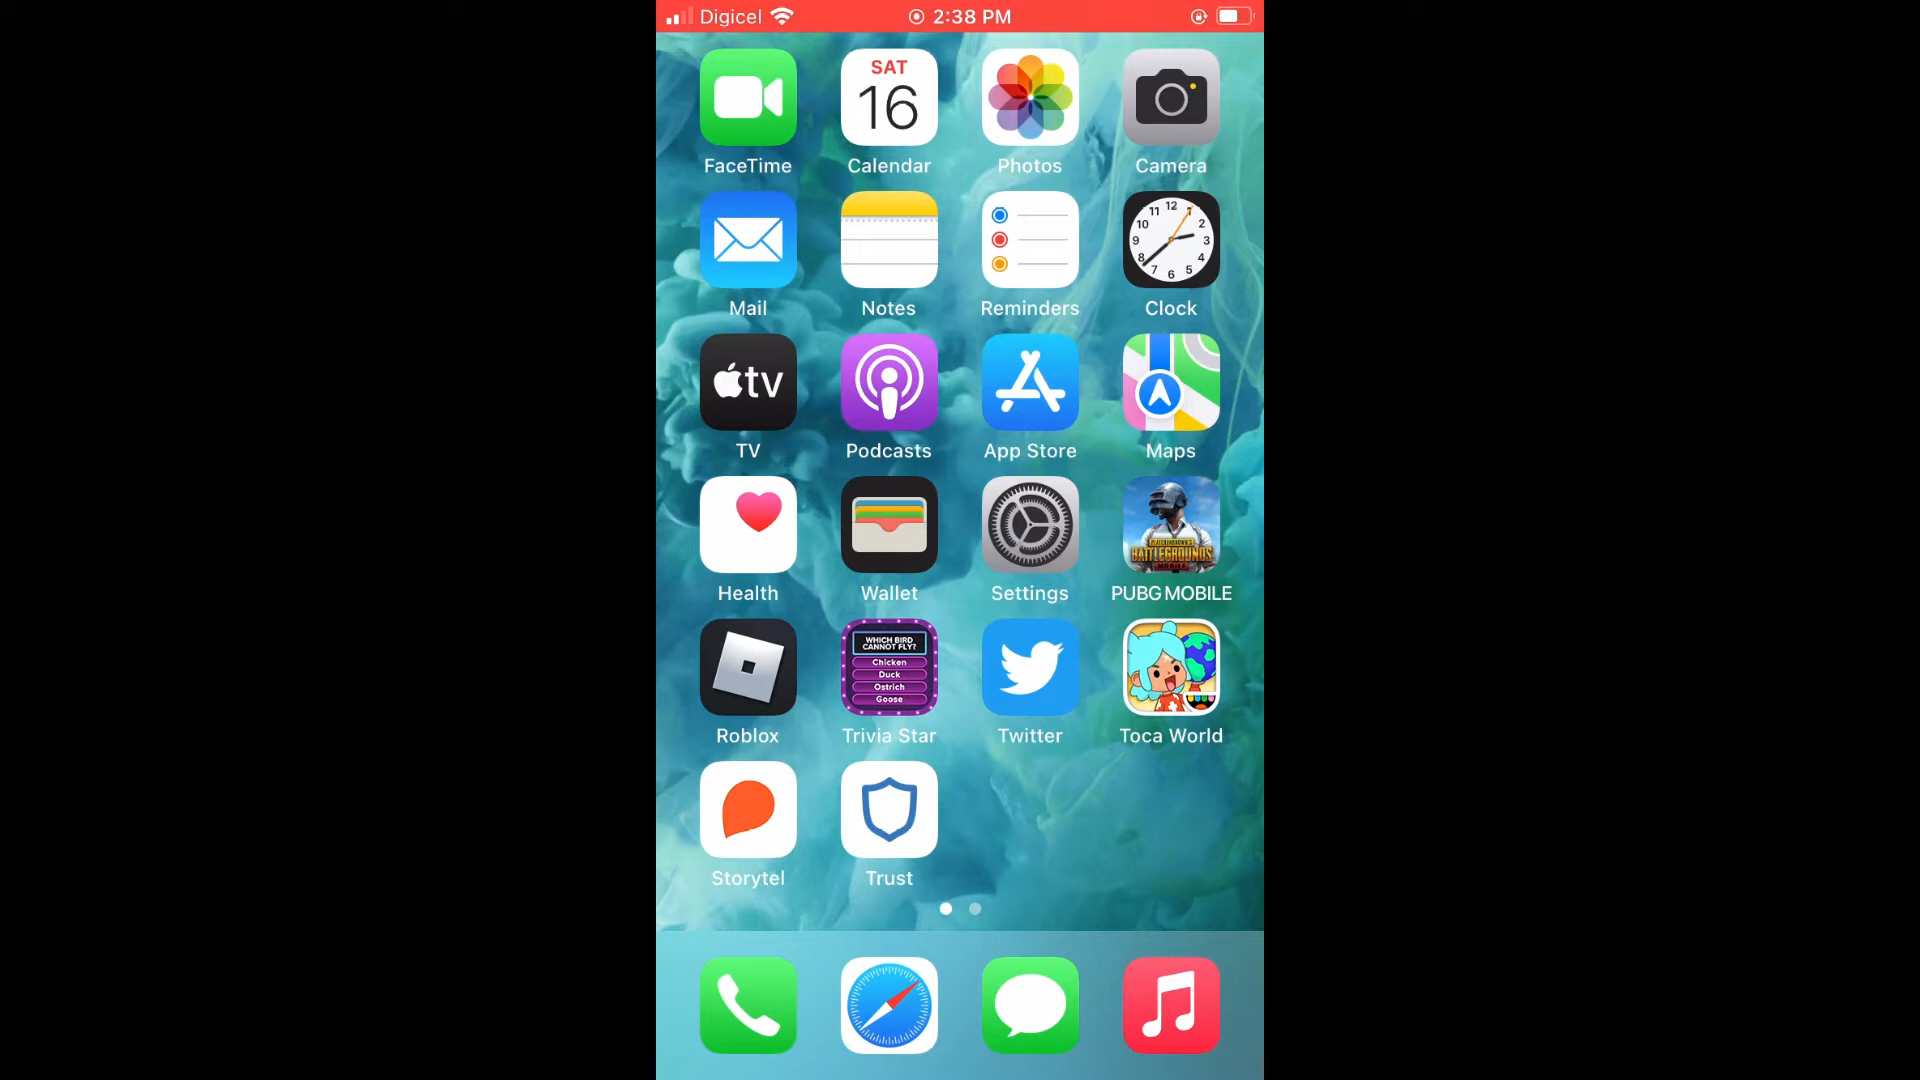 Digicel 2:38 PM
SAT
16
FaceTime Calendar Photos Camera
12
11 1
10 2
9 3
8 4
7 6 5
Mail Notes Reminders Clock
tv
TV Podcasts App Store Maps
BATTLEGROUNDS
MOBILE
Health Wallet Settings PUBG MOBILE
WHICH BIRD
CANNOT FLY?
Chicken
Duck
Ostrich
Goose
Roblox Trivia Star Twitter Toca World
Storytel Trust